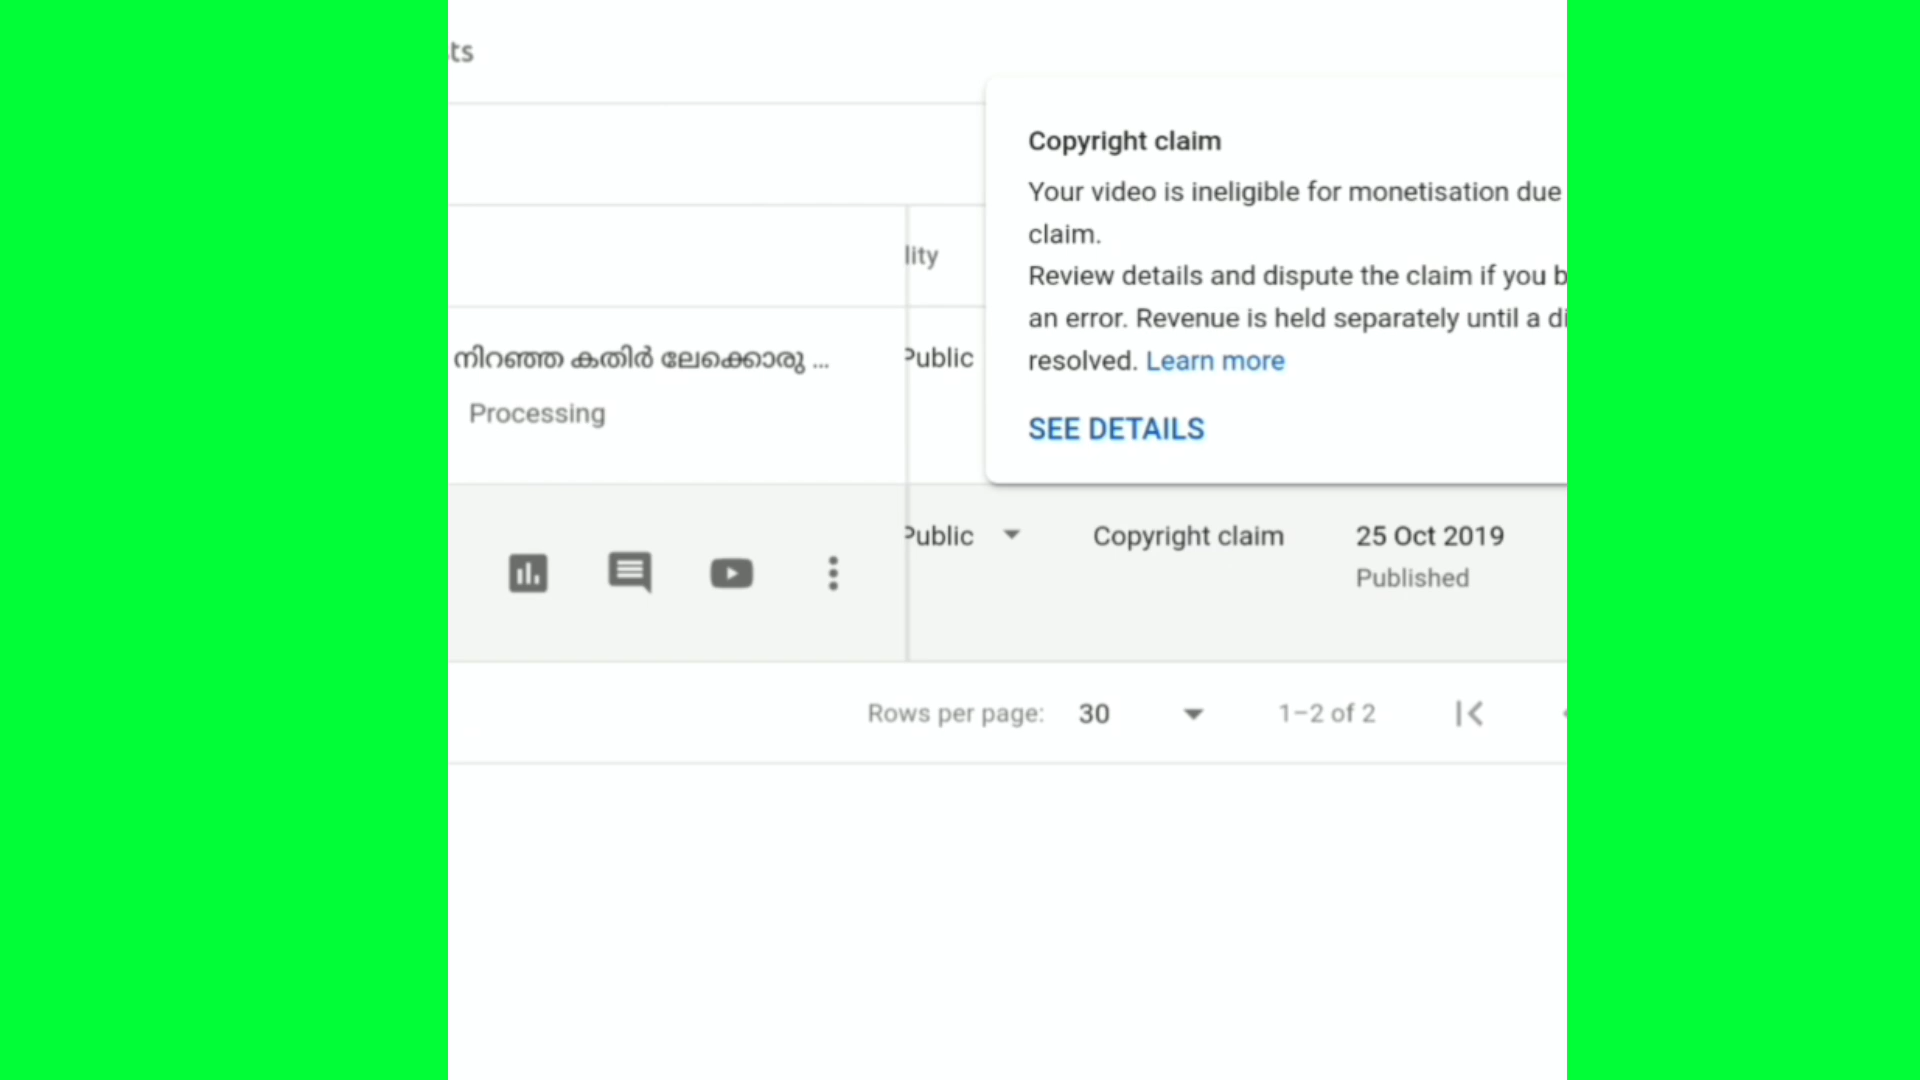 ts
Copyright claim
Your video is ineligible for monetisation due
claim.
Review details and dispute the claim if you b
an error. Revenue is held separately until a di
resolved. Learn more
SEE DETAILS
lity
നിറഞ്ഞ കതിർ ലേക്കൊരു ...
Public
Processing
Public
Copyright claim
25 Oct 2019
Published
Rows per page: 30
1–2 of 2